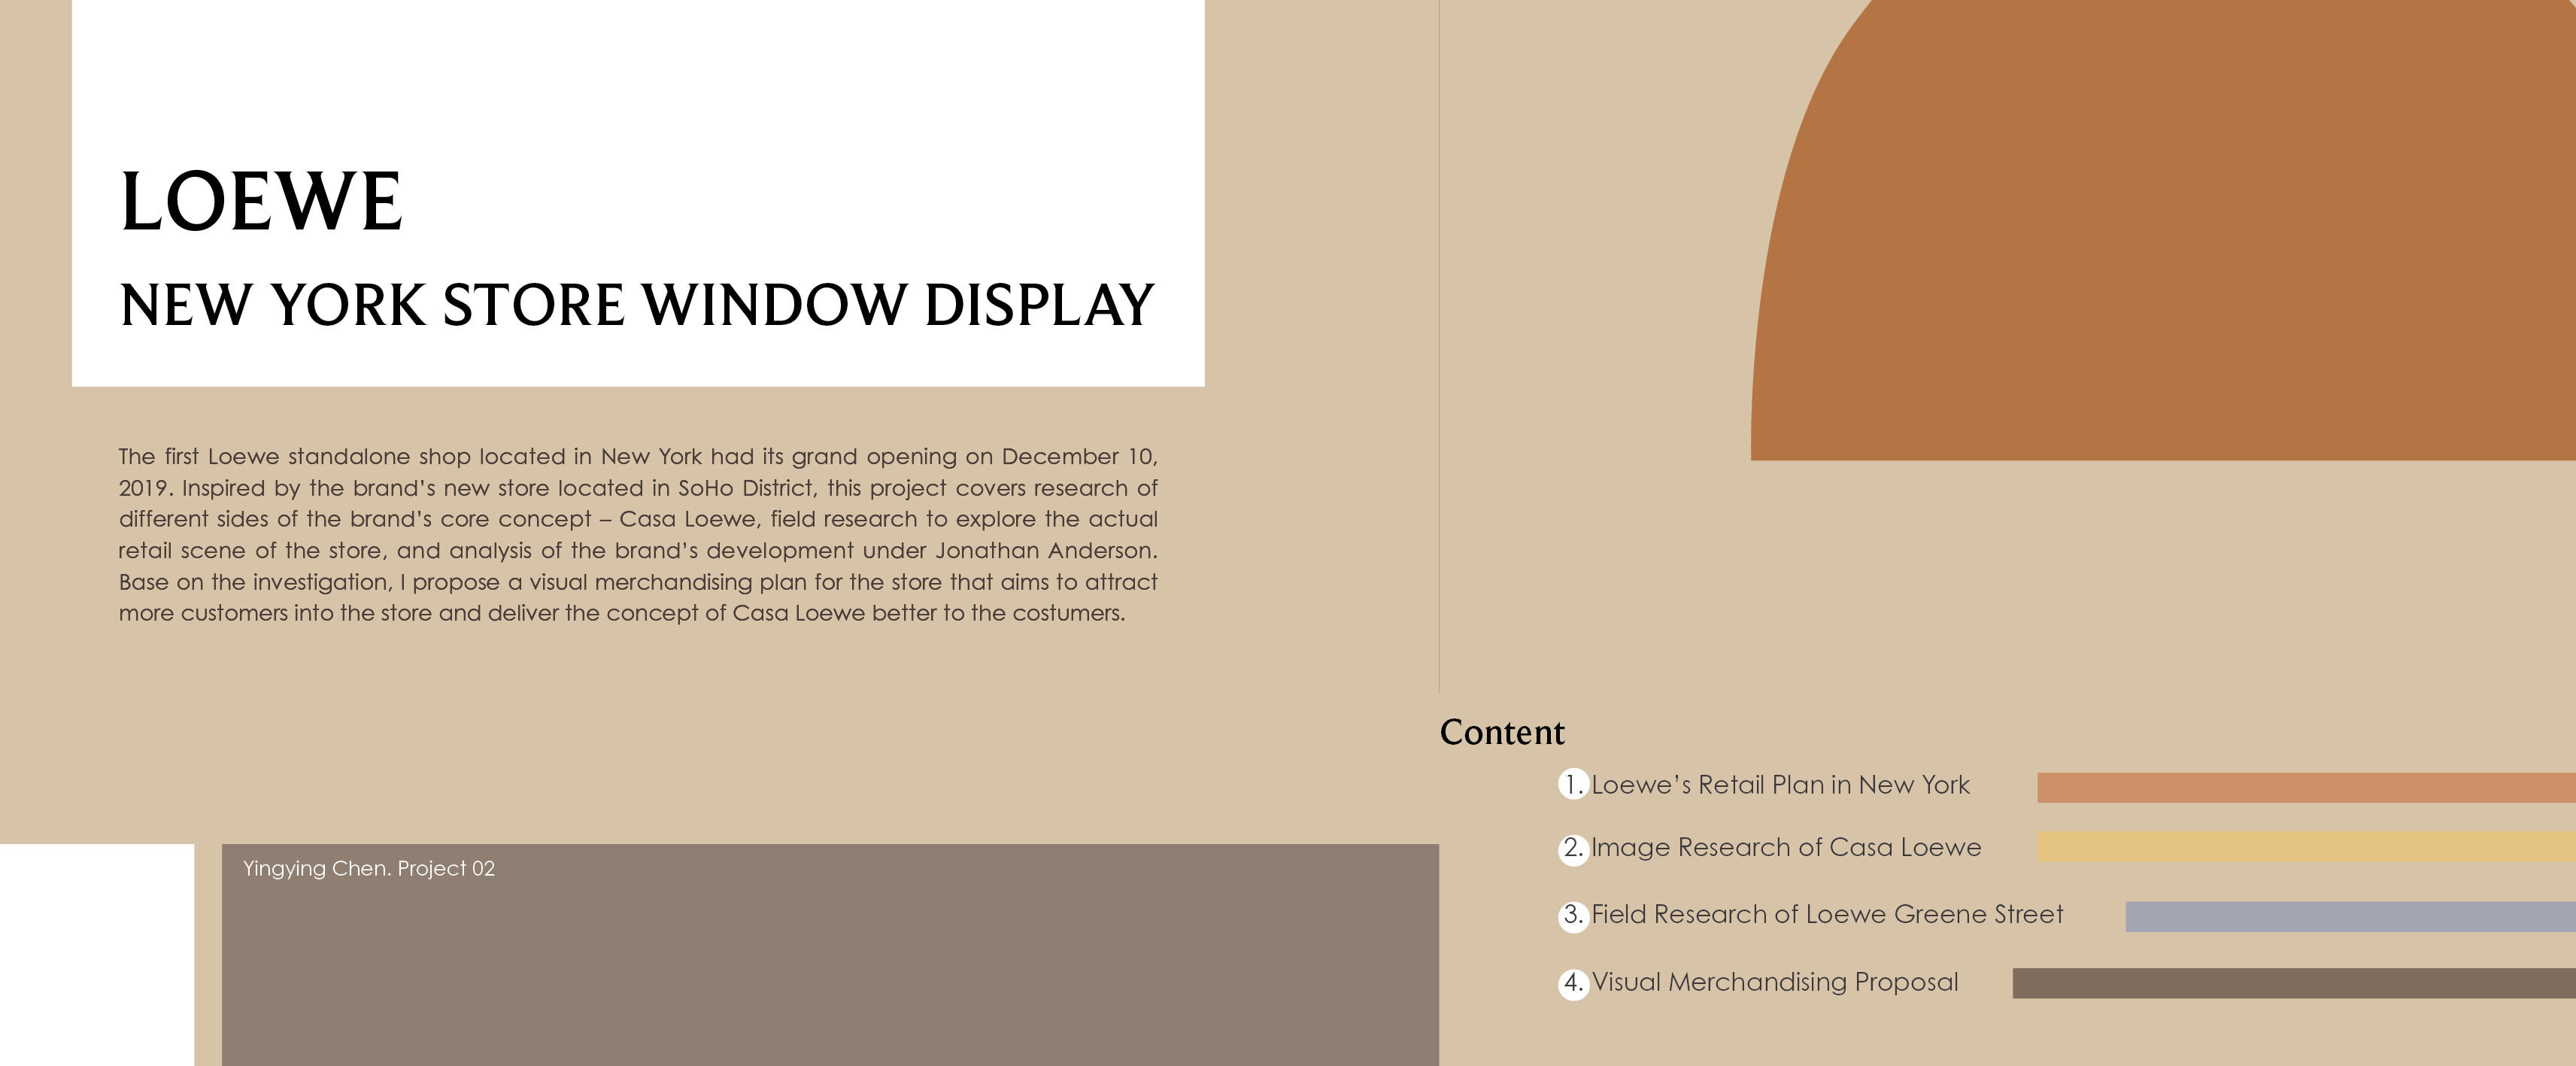 LOEWE
NEW YORK STORE WINDOW DISPLAY
The first Loewe standalone shop located in New York had its grand opening on December 10,
2019. Inspired by the brand’s new store located in SoHo District, this project covers research of
different sides of the brand’s core concept – Casa Loewe, field research to explore the actual
retail scene of the store, and analysis of the brand’s development under Jonathan Anderson.
Base on the investigation, I propose a visual merchandising plan for the store that aims to attract
more customers into the store and deliver the concept of Casa Loewe better to the costumers.
Yingying Chen. Project 02
Content
1. Loewe’s Retail Plan in New York
2. Image Research of Casa Loewe
3. Field Research of Loewe Greene Street
4. Visual Merchandising Proposal